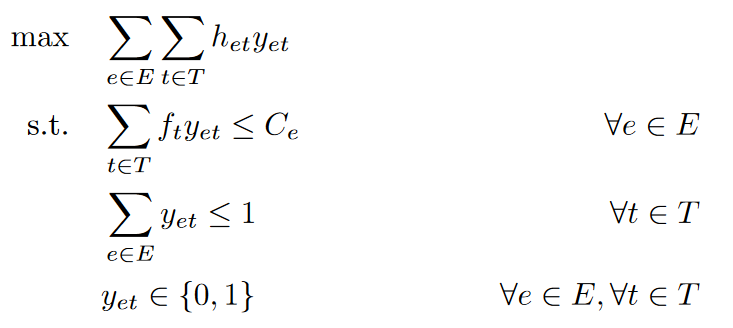 max ∑_{e∈E} ∑_{t∈T} h_{et}y_{et}
s.t. ∑_{t∈T} f_t y_{et} ≤ C_e ∀e ∈ E
∑_{e∈E} y_{et} ≤ 1 ∀t ∈ T
y_{et} ∈ {0, 1} ∀e ∈ E, ∀t ∈ T